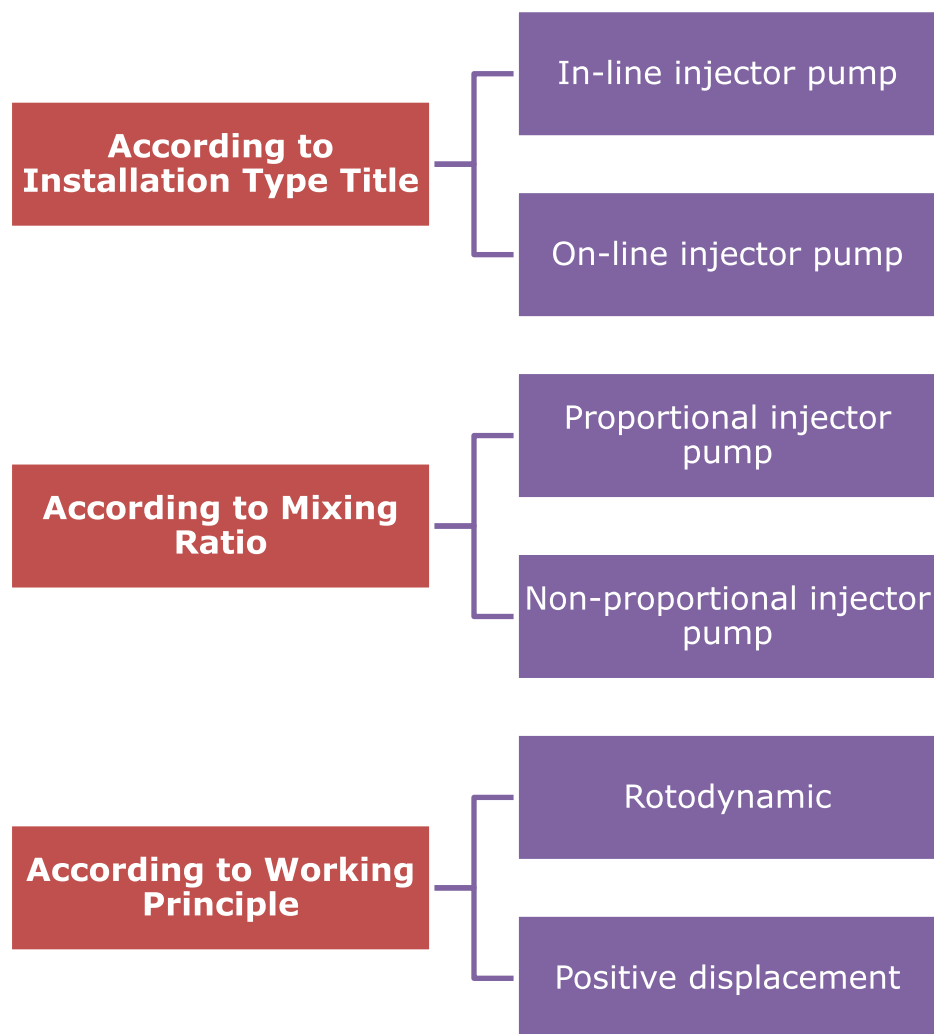 In-line injector pump
According to
Installation Type Title
On-line injector pump
Proportional injector
pump
According to Mixing
Ratio
Non-proportional injector
pump
Rotodynamic
According to Working
Principle
Positive displacement